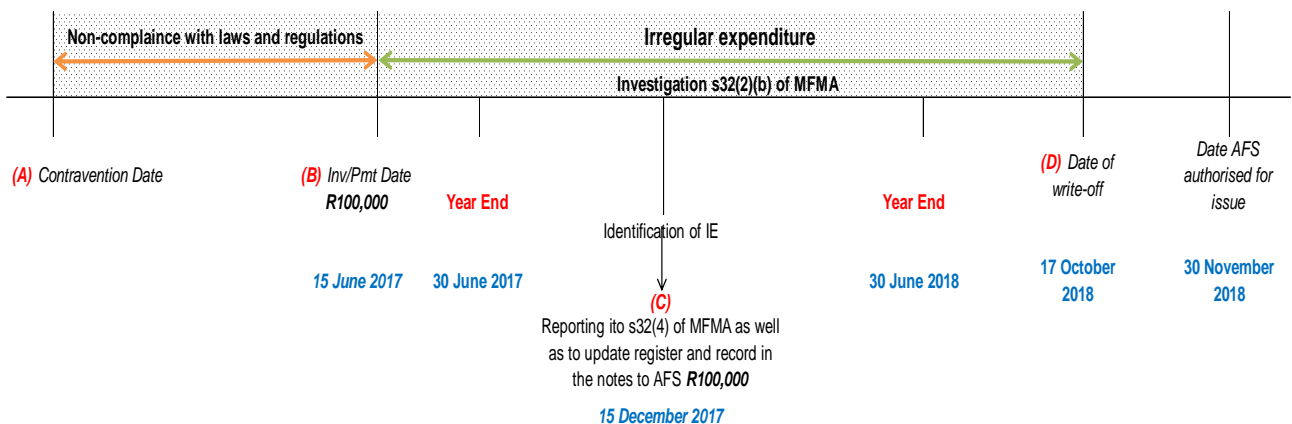 Non-complaince with laws and regulations
Irregular expenditure
Investigation s32(2)(b) of MFMA
(A) Contravention Date
(B) Inv/Pmt Date
R100,000
15 June 2017
Year End
30 June 2017
Identification of IE
(C)
Reporting ito s32(4) of MFMA as well
as to update register and record in
the notes to AFS R100,000
15 December 2017
Year End
30 June 2018
(D) Date of
write-off
17 October
2018
Date AFS
authorised for
issue
30 November
2018